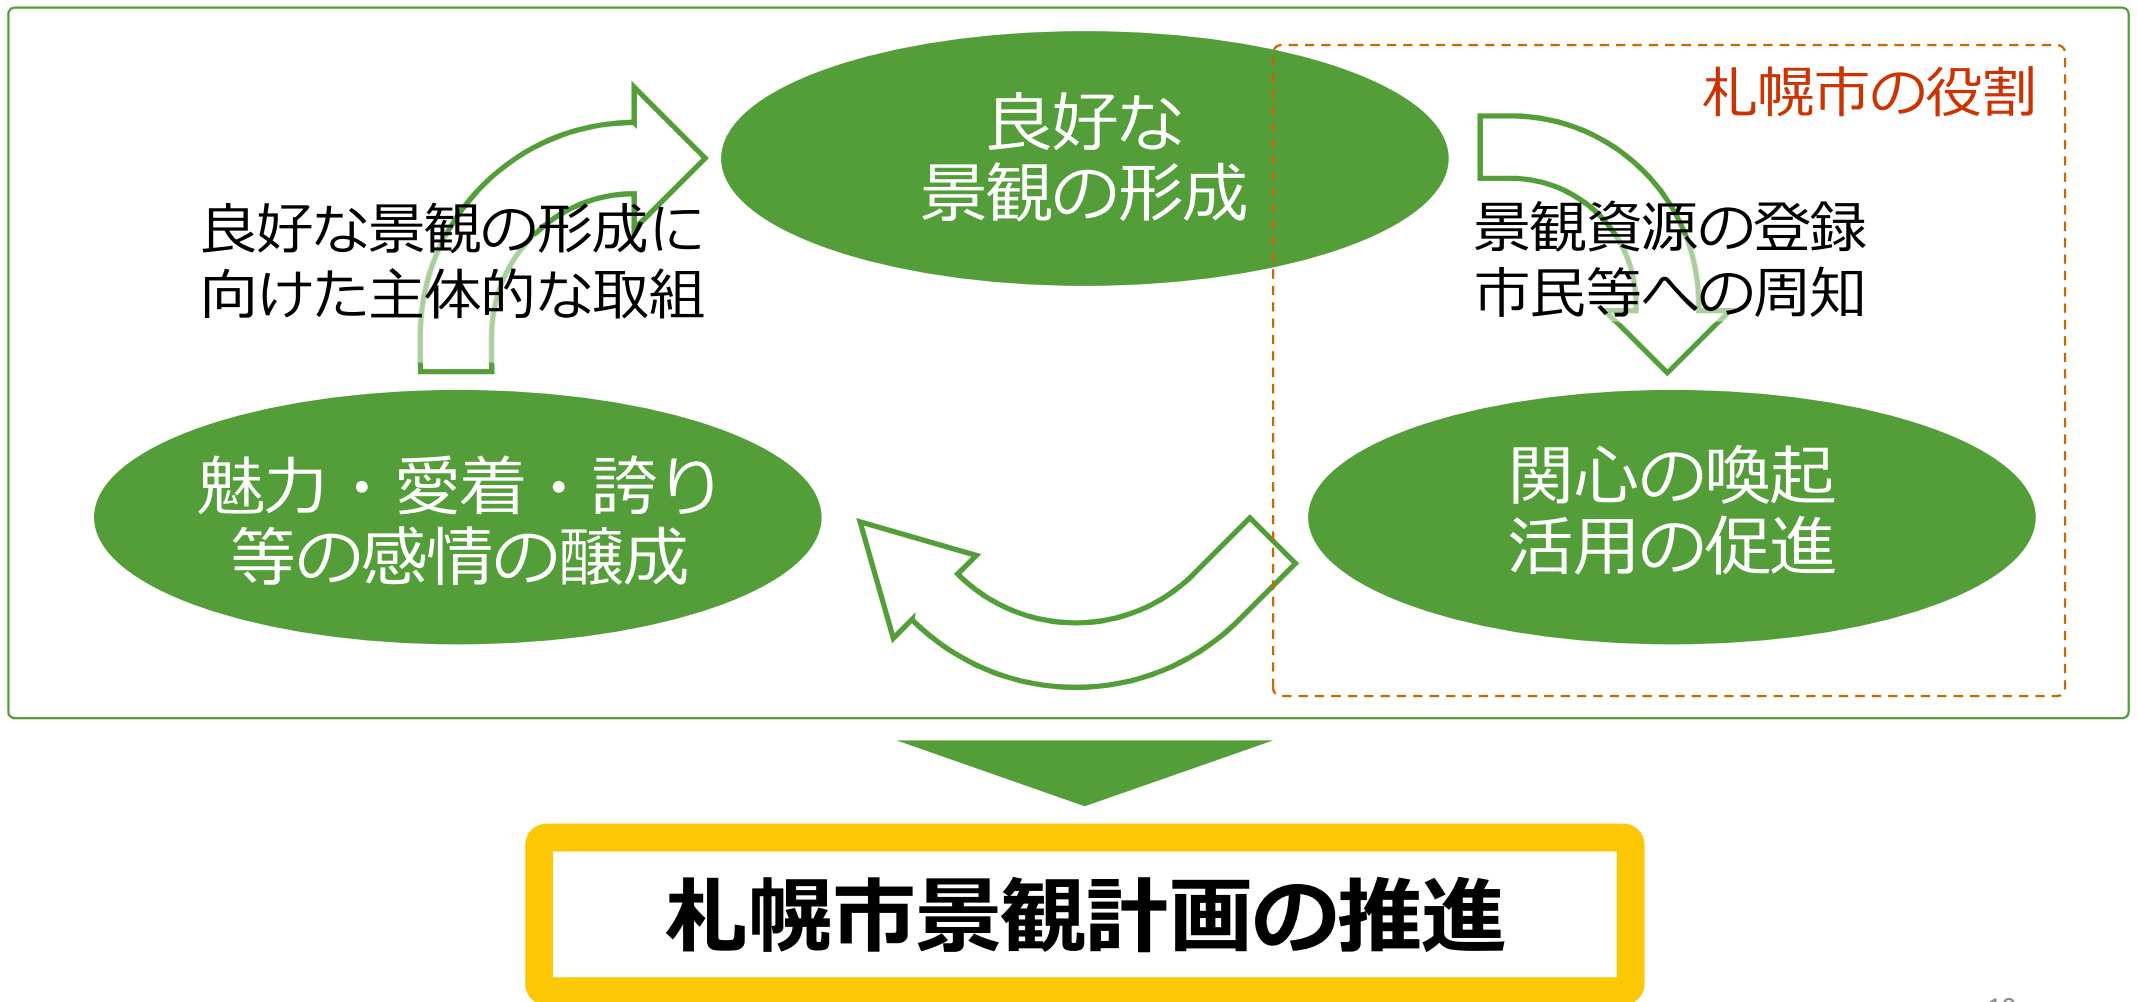 良好な
景観の形成
札幌市の役割
良好な景観の形成に
向けた主体的な取組
景観資源の登録
市民等への周知
魅力・愛着・誇り
等の感情の醸成
関心の喚起
活用の促進
札幌市景観計画の推進